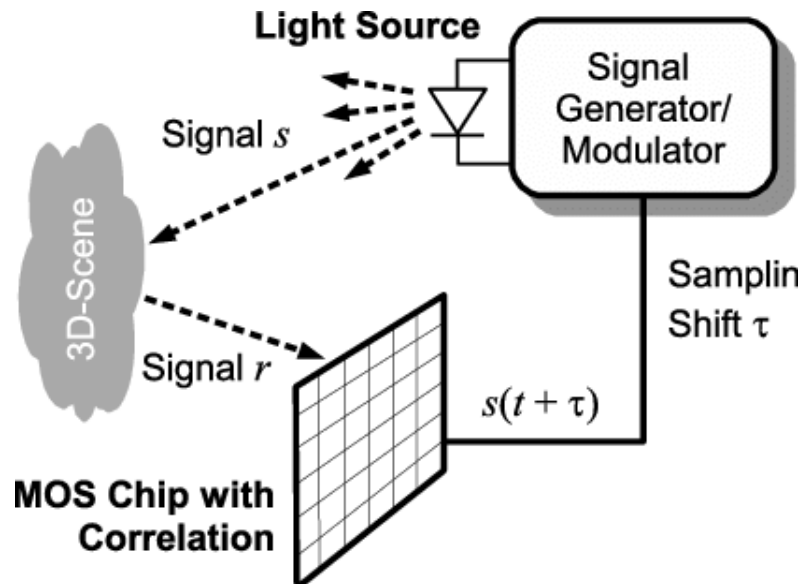 Light Source
Signal
Generator/
Modulator
Signal s
3D-Scene
Samplin
Shift τ
Signal r
s(t + τ)
MOS Chip with
Correlation